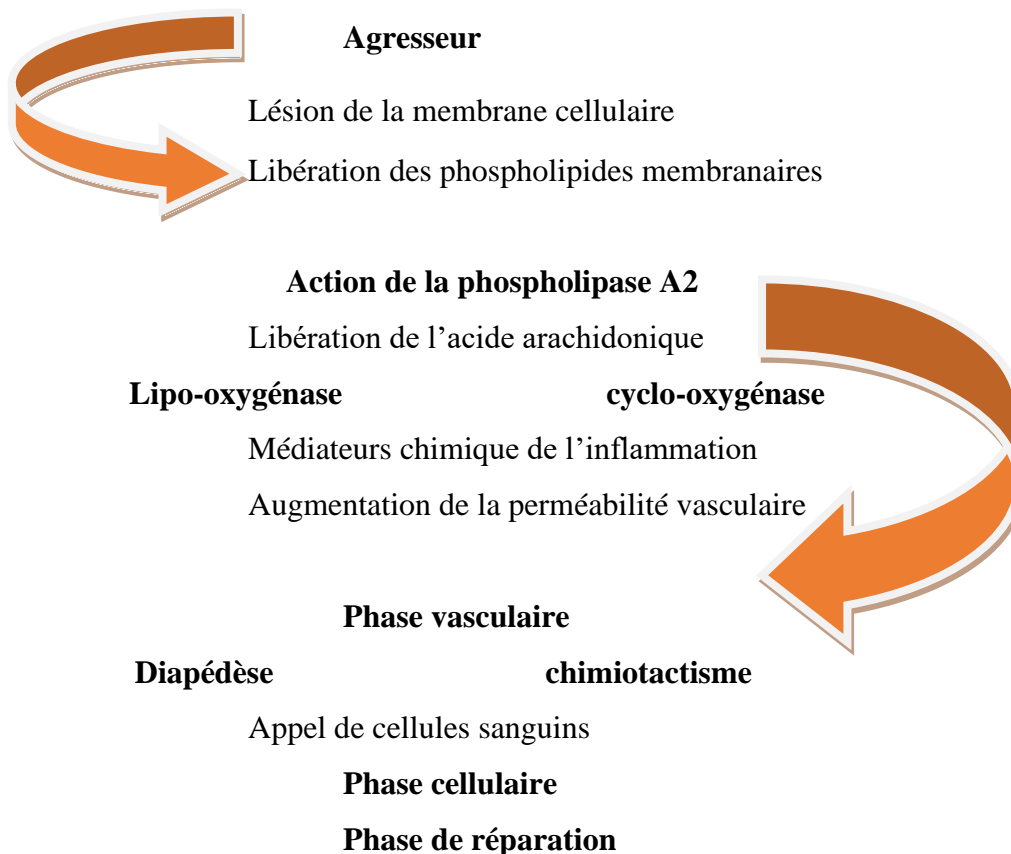 Agresseur
Lésion de la membrane cellulaire
Libération des phospholipides membranaires
Action de la phospholipase A2
Libération de l’acide arachidonique
Lipo-oxygénase cyclo-oxygénase
Médiateurs chimique de l’inflammation
Augmentation de la perméabilité vasculaire
Phase vasculaire
Diapédèse chimiotactisme
Appel de cellules sanguins
Phase cellulaire
Phase de réparation